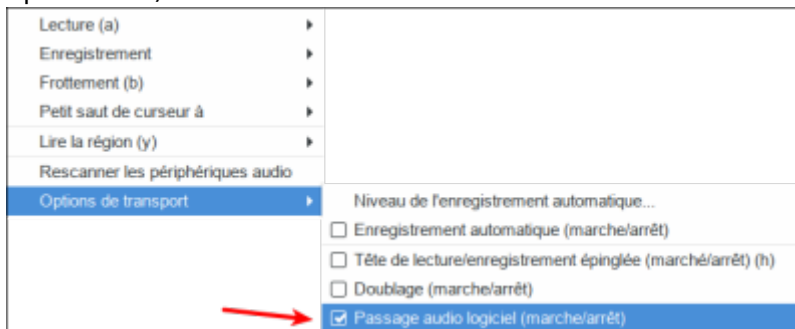 Lecture (a)
Enregistrement
Frottement (b)
Petit saut de curseur à
Lire la région (y)
Rescanner les périphériques audio
Options de transport
Niveau de l'enregistrement automatique...
Enregistrement automatique (marche/arrêt)
Tête de lecture/enregistrement épinglée (marché/arrêt) (h)
Doublage (marche/arrêt)
Passage audio logiciel (marche/arrêt)